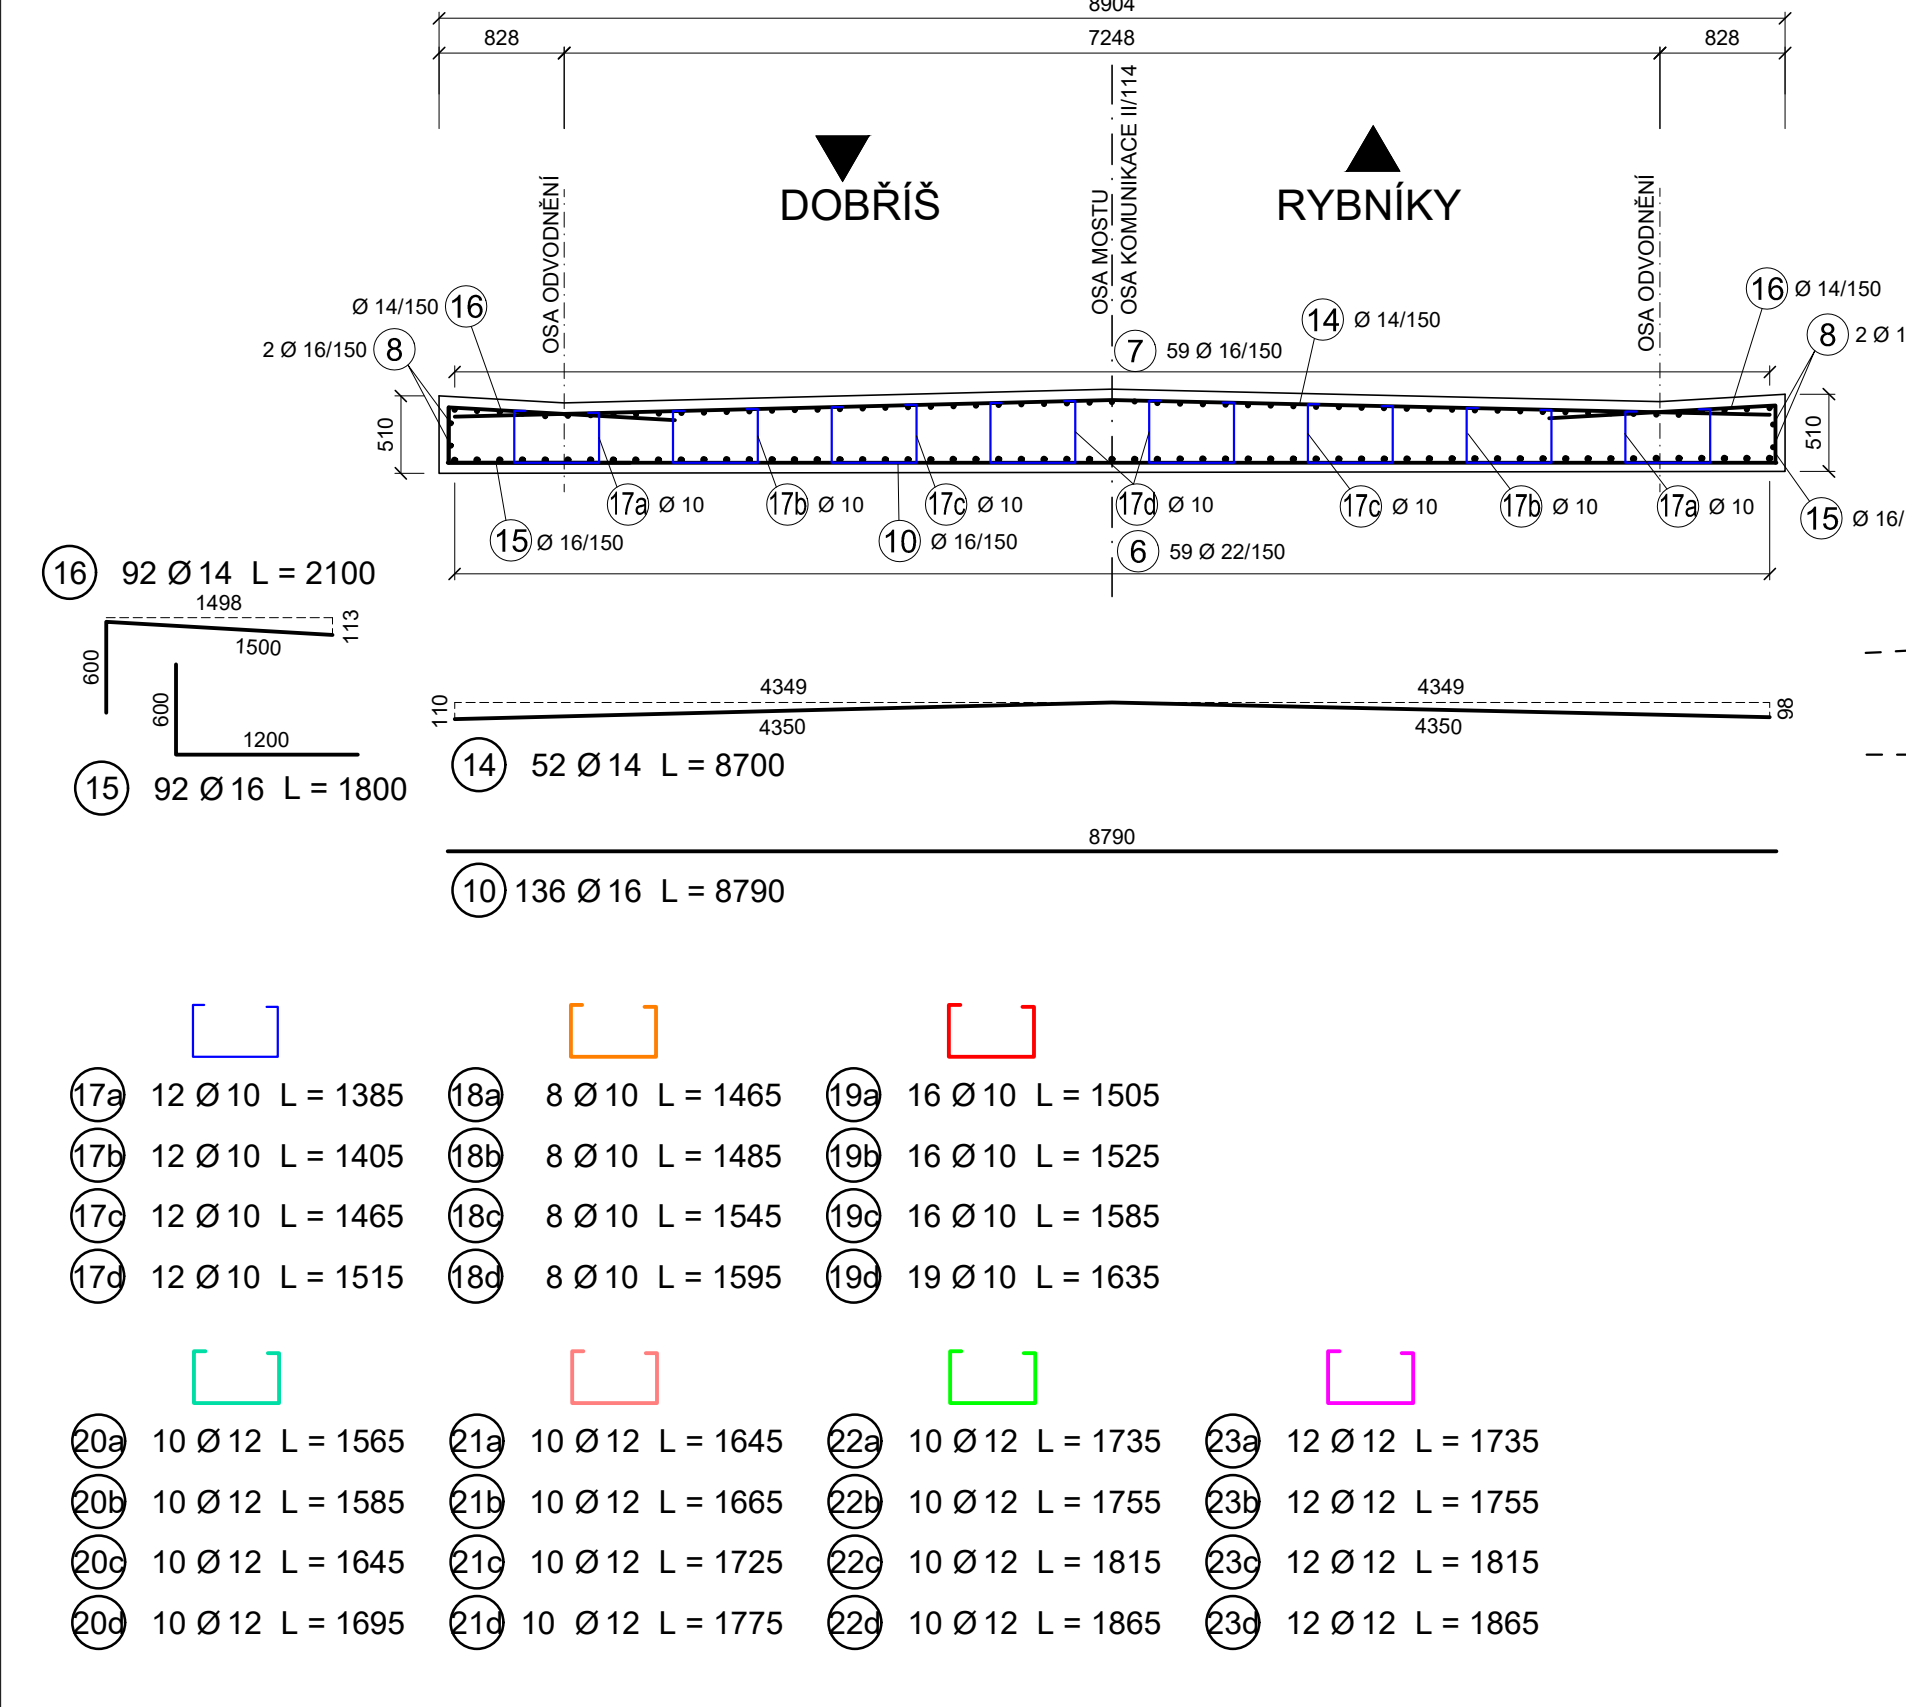 8904
828 7248 828
OSA ODVODNĚNÍ
DOBŘÍŠ
OSA MOSTU
OSA KOMUNIKACE II/114
RYBNÍKY
OSA ODVODNĚNÍ
Ø 14/150 16
2 Ø 16/150 8
7 59 Ø 16/150
14 Ø 14/150
16 Ø 14/150
8 2 Ø 1
510
510
17a Ø 10
17b Ø 10
17c Ø 10
17d Ø 10
17c Ø 10
17b Ø 10
17a Ø 10
15 Ø 16/150
10 Ø 16/150
6 59 Ø 22/150
15 Ø 16/
16 92 Ø 14 L = 2100
1498
113
1500
600
600
1200
15 92 Ø 16 L = 1800
110
4349
4350
4349
4350
98
14 52 Ø 14 L = 8700
8790
10 136 Ø 16 L = 8790
17a 12 Ø 10 L = 1385
17b 12 Ø 10 L = 1405
17c 12 Ø 10 L = 1465
17d 12 Ø 10 L = 1515
18a 8 Ø 10 L = 1465
18b 8 Ø 10 L = 1485
18c 8 Ø 10 L = 1545
18d 8 Ø 10 L = 1595
19a 16 Ø 10 L = 1505
19b 16 Ø 10 L = 1525
19c 16 Ø 10 L = 1585
19d 19 Ø 10 L = 1635
20a 10 Ø 12 L = 1565
20b 10 Ø 12 L = 1585
20c 10 Ø 12 L = 1645
20d 10 Ø 12 L = 1695
21a 10 Ø 12 L = 1645
21b 10 Ø 12 L = 1665
21c 10 Ø 12 L = 1725
21d 10 Ø 12 L = 1775
22a 10 Ø 12 L = 1735
22b 10 Ø 12 L = 1755
22c 10 Ø 12 L = 1815
22d 10 Ø 12 L = 1865
23a 12 Ø 12 L = 1735
23b 12 Ø 12 L = 1755
23c 12 Ø 12 L = 1815
23d 12 Ø 12 L = 1865